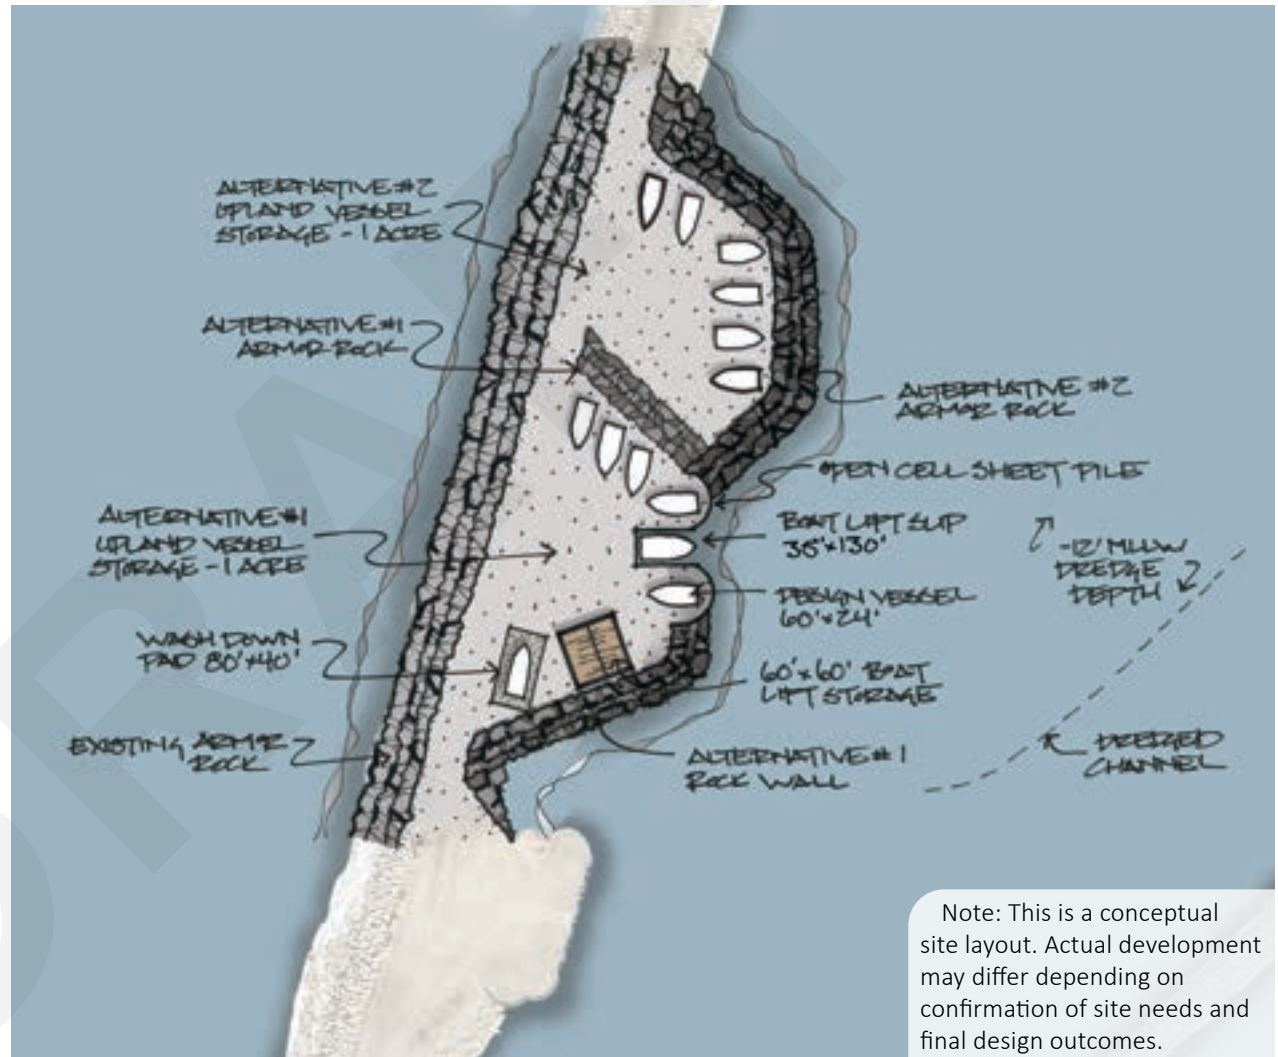 ALTERNATIVE #2
UPLAND VESSEL
STORAGE - 1 ACRE
ALTERNATIVE #1
ARMOR ROCK
ALTERNATIVE #2
ARMOR ROCK
OPEN CELL SHEET PILE
BOAT LIFT SLIP
35'x130'
-12' MLLW
DREDGE
DEPTH
ALTERNATIVE #1
UPLAND VESSEL
STORAGE - 1 ACRE
DESIGN VESSEL
60'x24'
WASH DOWN
PAD 80'x40'
60'x60' BOAT
LIFT STORAGE
EXISTING ARMOR
ROCK
ALTERNATIVE #1
ROCK WALL
DREDGED
CHANNEL
Note: This is a conceptual
site layout. Actual development
may differ depending on
confirmation of site needs and
final design outcomes.
DRAFT